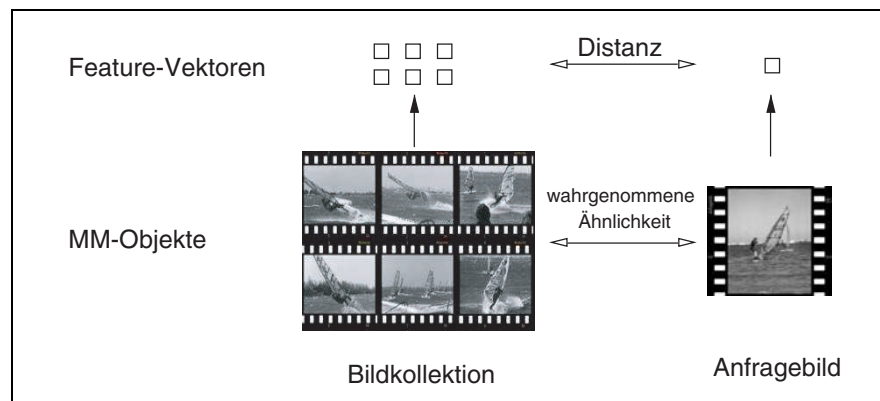 Feature-Vektoren
Distanz
wahrgenommene
Ähnlichkeit
MM-Objekte
Bildkollektion
Anfragebild